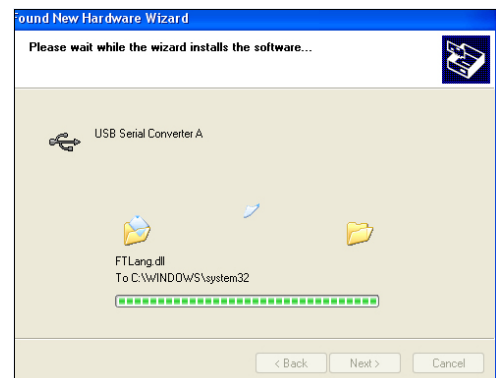 Found New Hardware Wizard
Please wait while the wizard installs the software...
USB Serial Converter A
FTLang.dll
To C:\WINDOWS\system32
< Back
Next >
Cancel